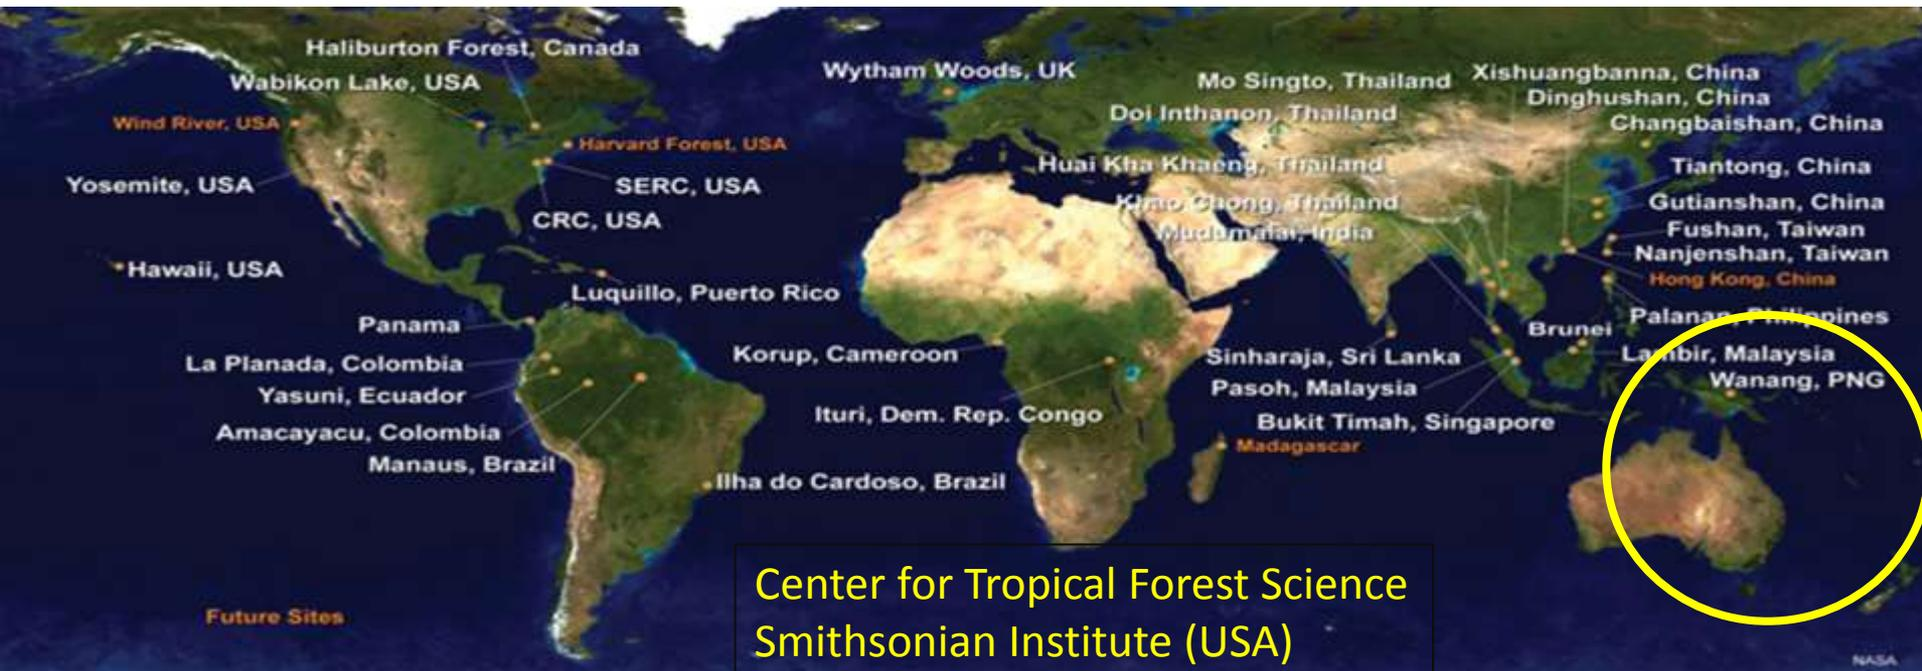 Haliburton Forest, Canada
Wabikon Lake, USA
Wind River, USA
Harvard Forest, USA
Yosemite, USA
SERC, USA
CRC, USA
Hawaii, USA
Luquillo, Puerto Rico
Panama
La Planada, Colombia
Yasuni, Ecuador
Amacayacu, Colombia
Manaus, Brazil
Ilha do Cardoso, Brazil
Future Sites
Wytham Woods, UK
Korup, Cameroon
Ituri, Dem. Rep. Congo
Madagascar
Mo Singto, Thailand
Doi Inthanon, Thailand
Huai Kha Khaeng, Thailand
Khao Chong, Thailand
Mudumalai, India
Sinharaja, Sri Lanka
Pasoh, Malaysia
Bukit Timah, Singapore
Xishuangbanna, China
Dinghushan, China
Changbaishan, China
Tiantong, China
Gutianshan, China
Fushan, Taiwan
Nanjenshan, Taiwan
Hong Kong, China
Palanan, Philippines
Brunei
Lambir, Malaysia
Wanang, PNG
Center for Tropical Forest Science
Smithsonian Institute (USA)
NASA